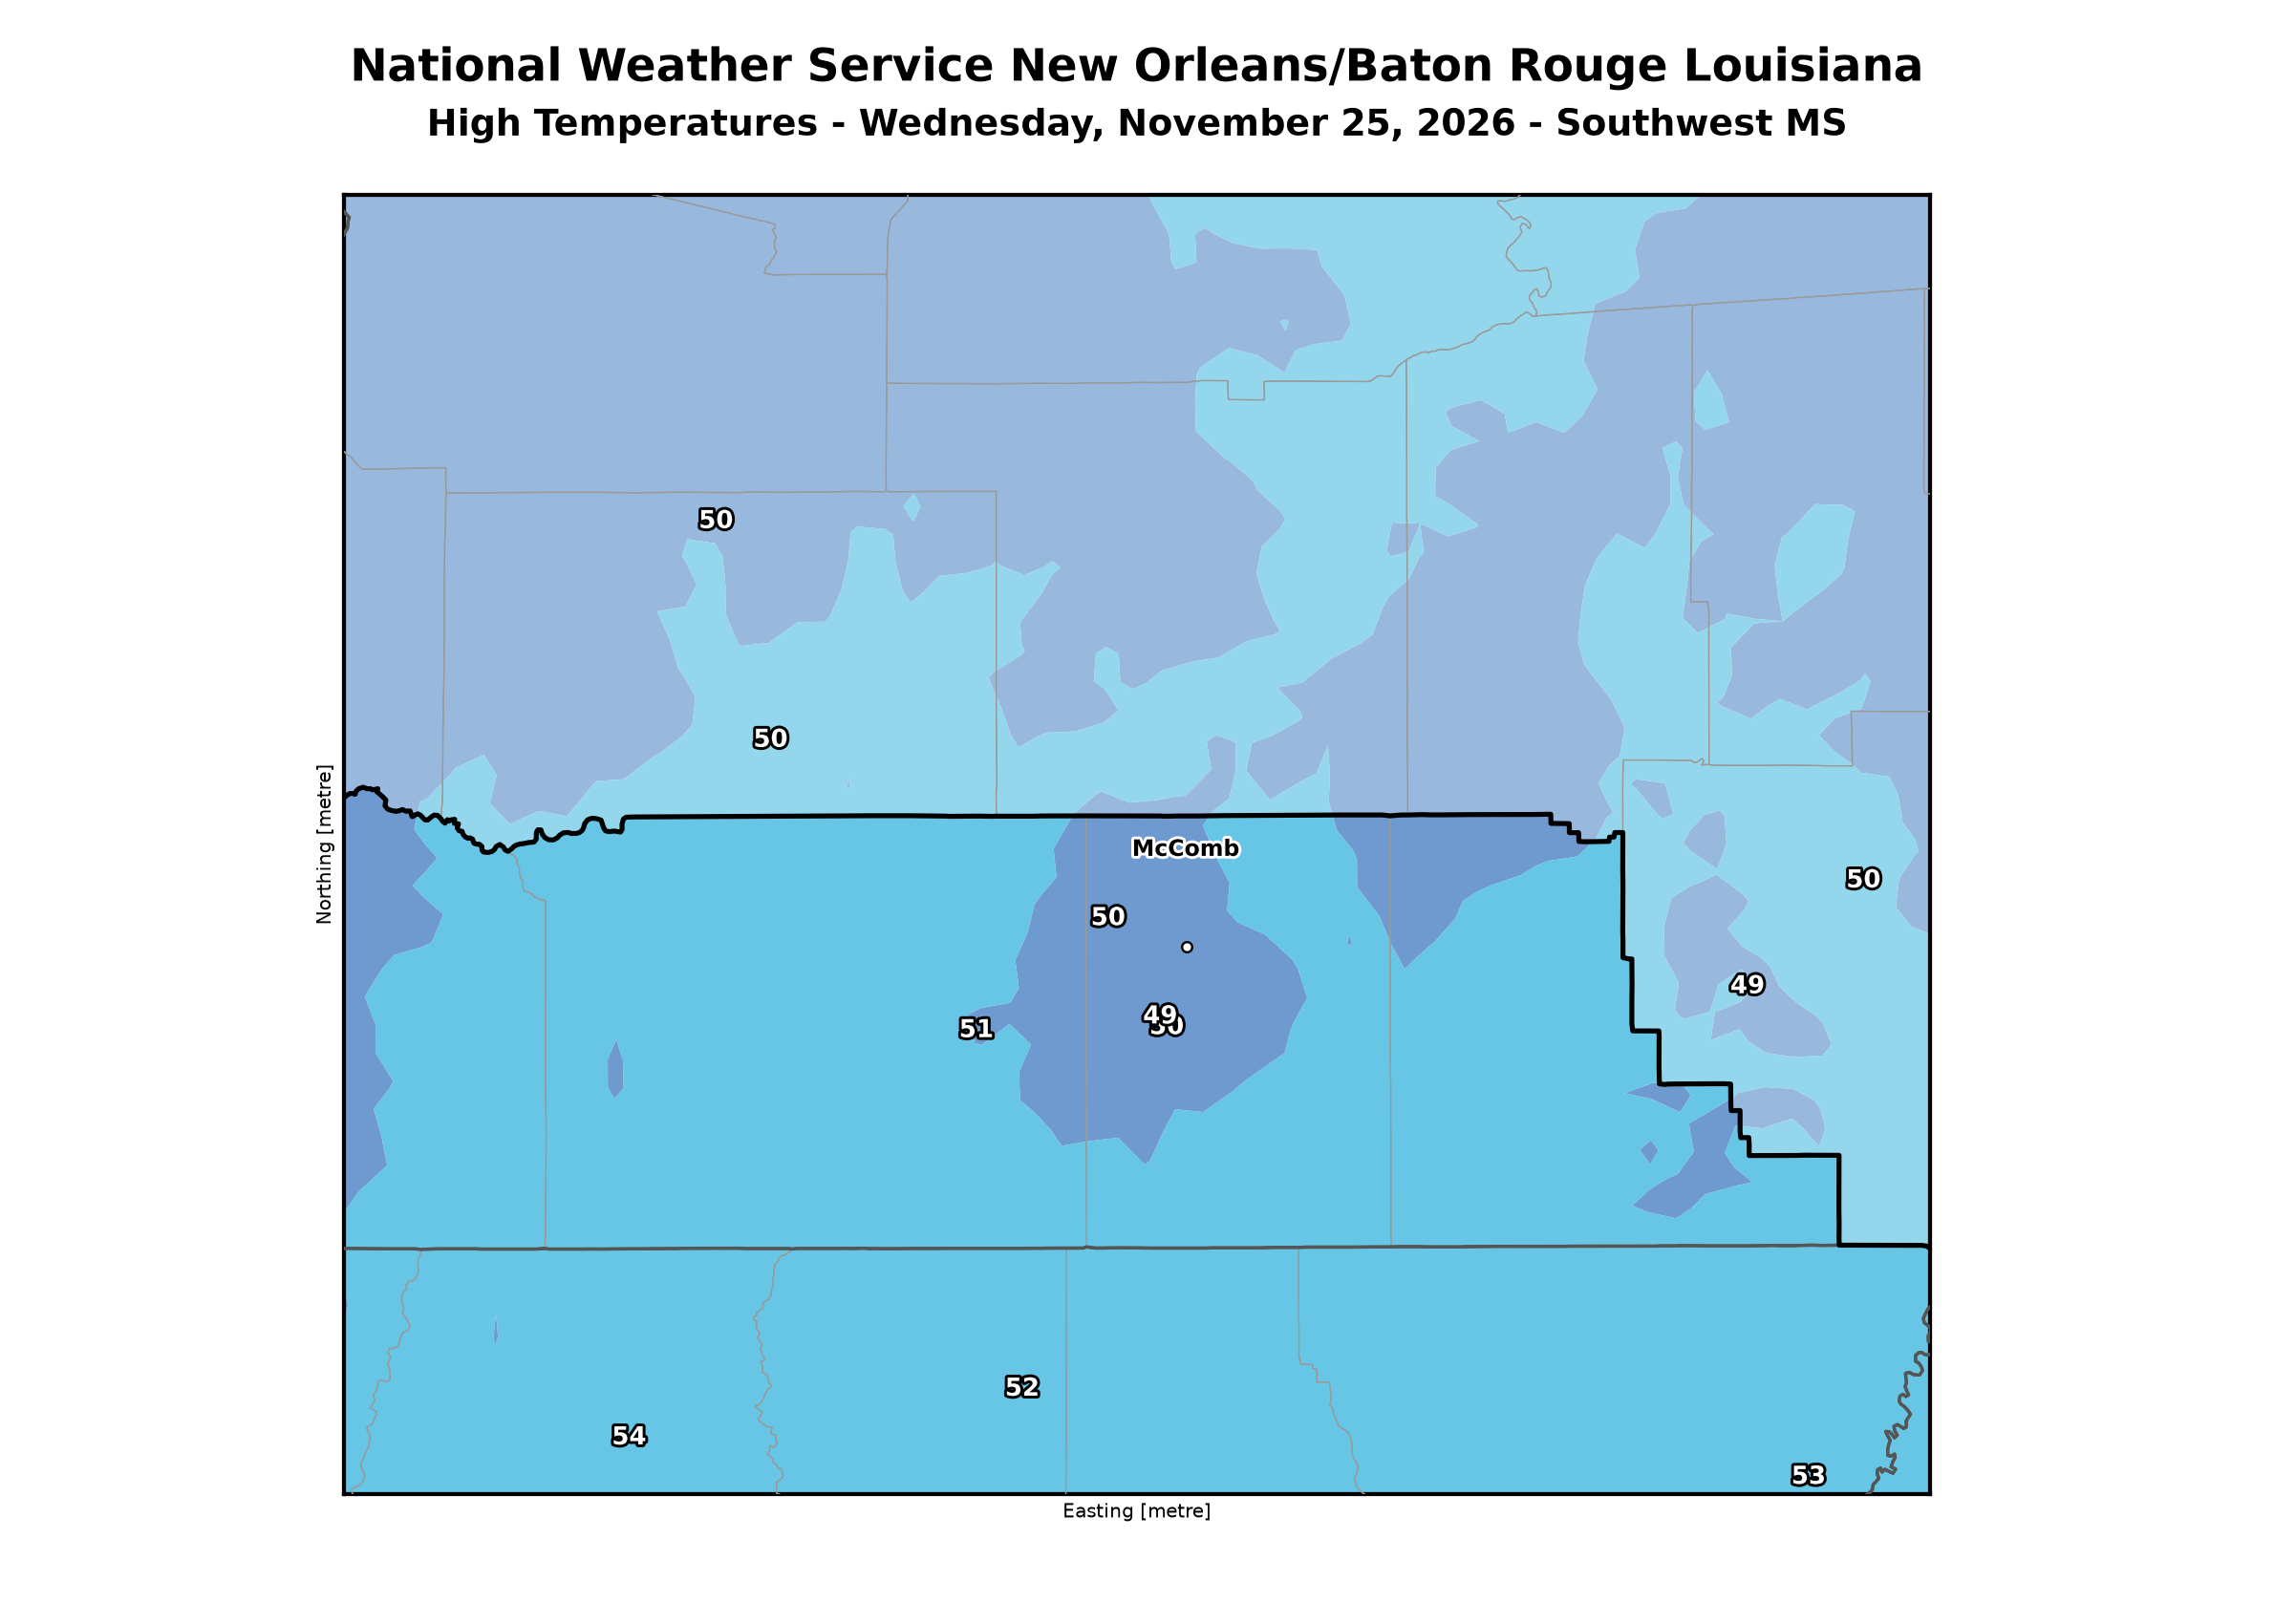 National Weather Service New Orleans/Baton Rouge Louisiana
High Temperatures - Wednesday, November 25, 2026 - Southwest MS
50
50
McComb
50
50
49
49
51
52
54
53
Northing [metre]
Easting [metre]